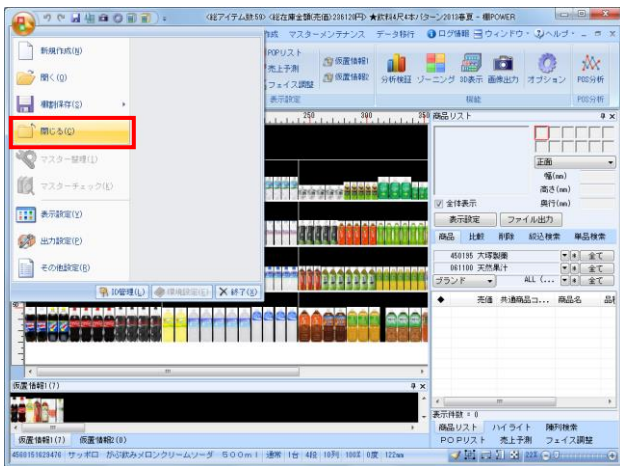 <総アイテム数:59> <総在庫金額(売価):206120円> ★飲料4尺4本パターン2013春夏 - 棚POWER
作成 マスターメンテナンス データ移行 ログ情報 ウィンドウ ヘルプ
新規作成(N)
開く(O)
棚割保存(S)
閉じる(C)
マスター整理(I)
マスターチェック(K)
表示設定(Y)
出力設定(P)
その他設定(R)
ID管理(L) 環境設定(E) 終了(X)
POPリスト
売上予測
フェイス調整
仮置情報1
仮置情報2
表示設定
分析検証 ゾーニング 3D表示 画像出力 オプション POS分析
機能 POS分析
250 300 350
商品リスト
正面
幅(mm)
高さ(mm)
奥行(mm)
全体表示
表示設定 ファイル出力
商品 比較 削除 絞込検索 単品検索
450195 大塚製薬 全て
061100 天然果汁 全て
ブランド ALL (... 全て
◆ 売価 共通商品コ... 商品名
表示件数 = 0
商品リスト ハイライト 陳列検索
POPリスト 売上予測 フェイス調整
仮置情報1(7)
仮置情報1(7) 仮置情報2(0)
4560151629476 サッポロ がぶ飲みメロンクリームソーダ 500ml 通常 1台 4段 10列 100% 0度 122mm 22%